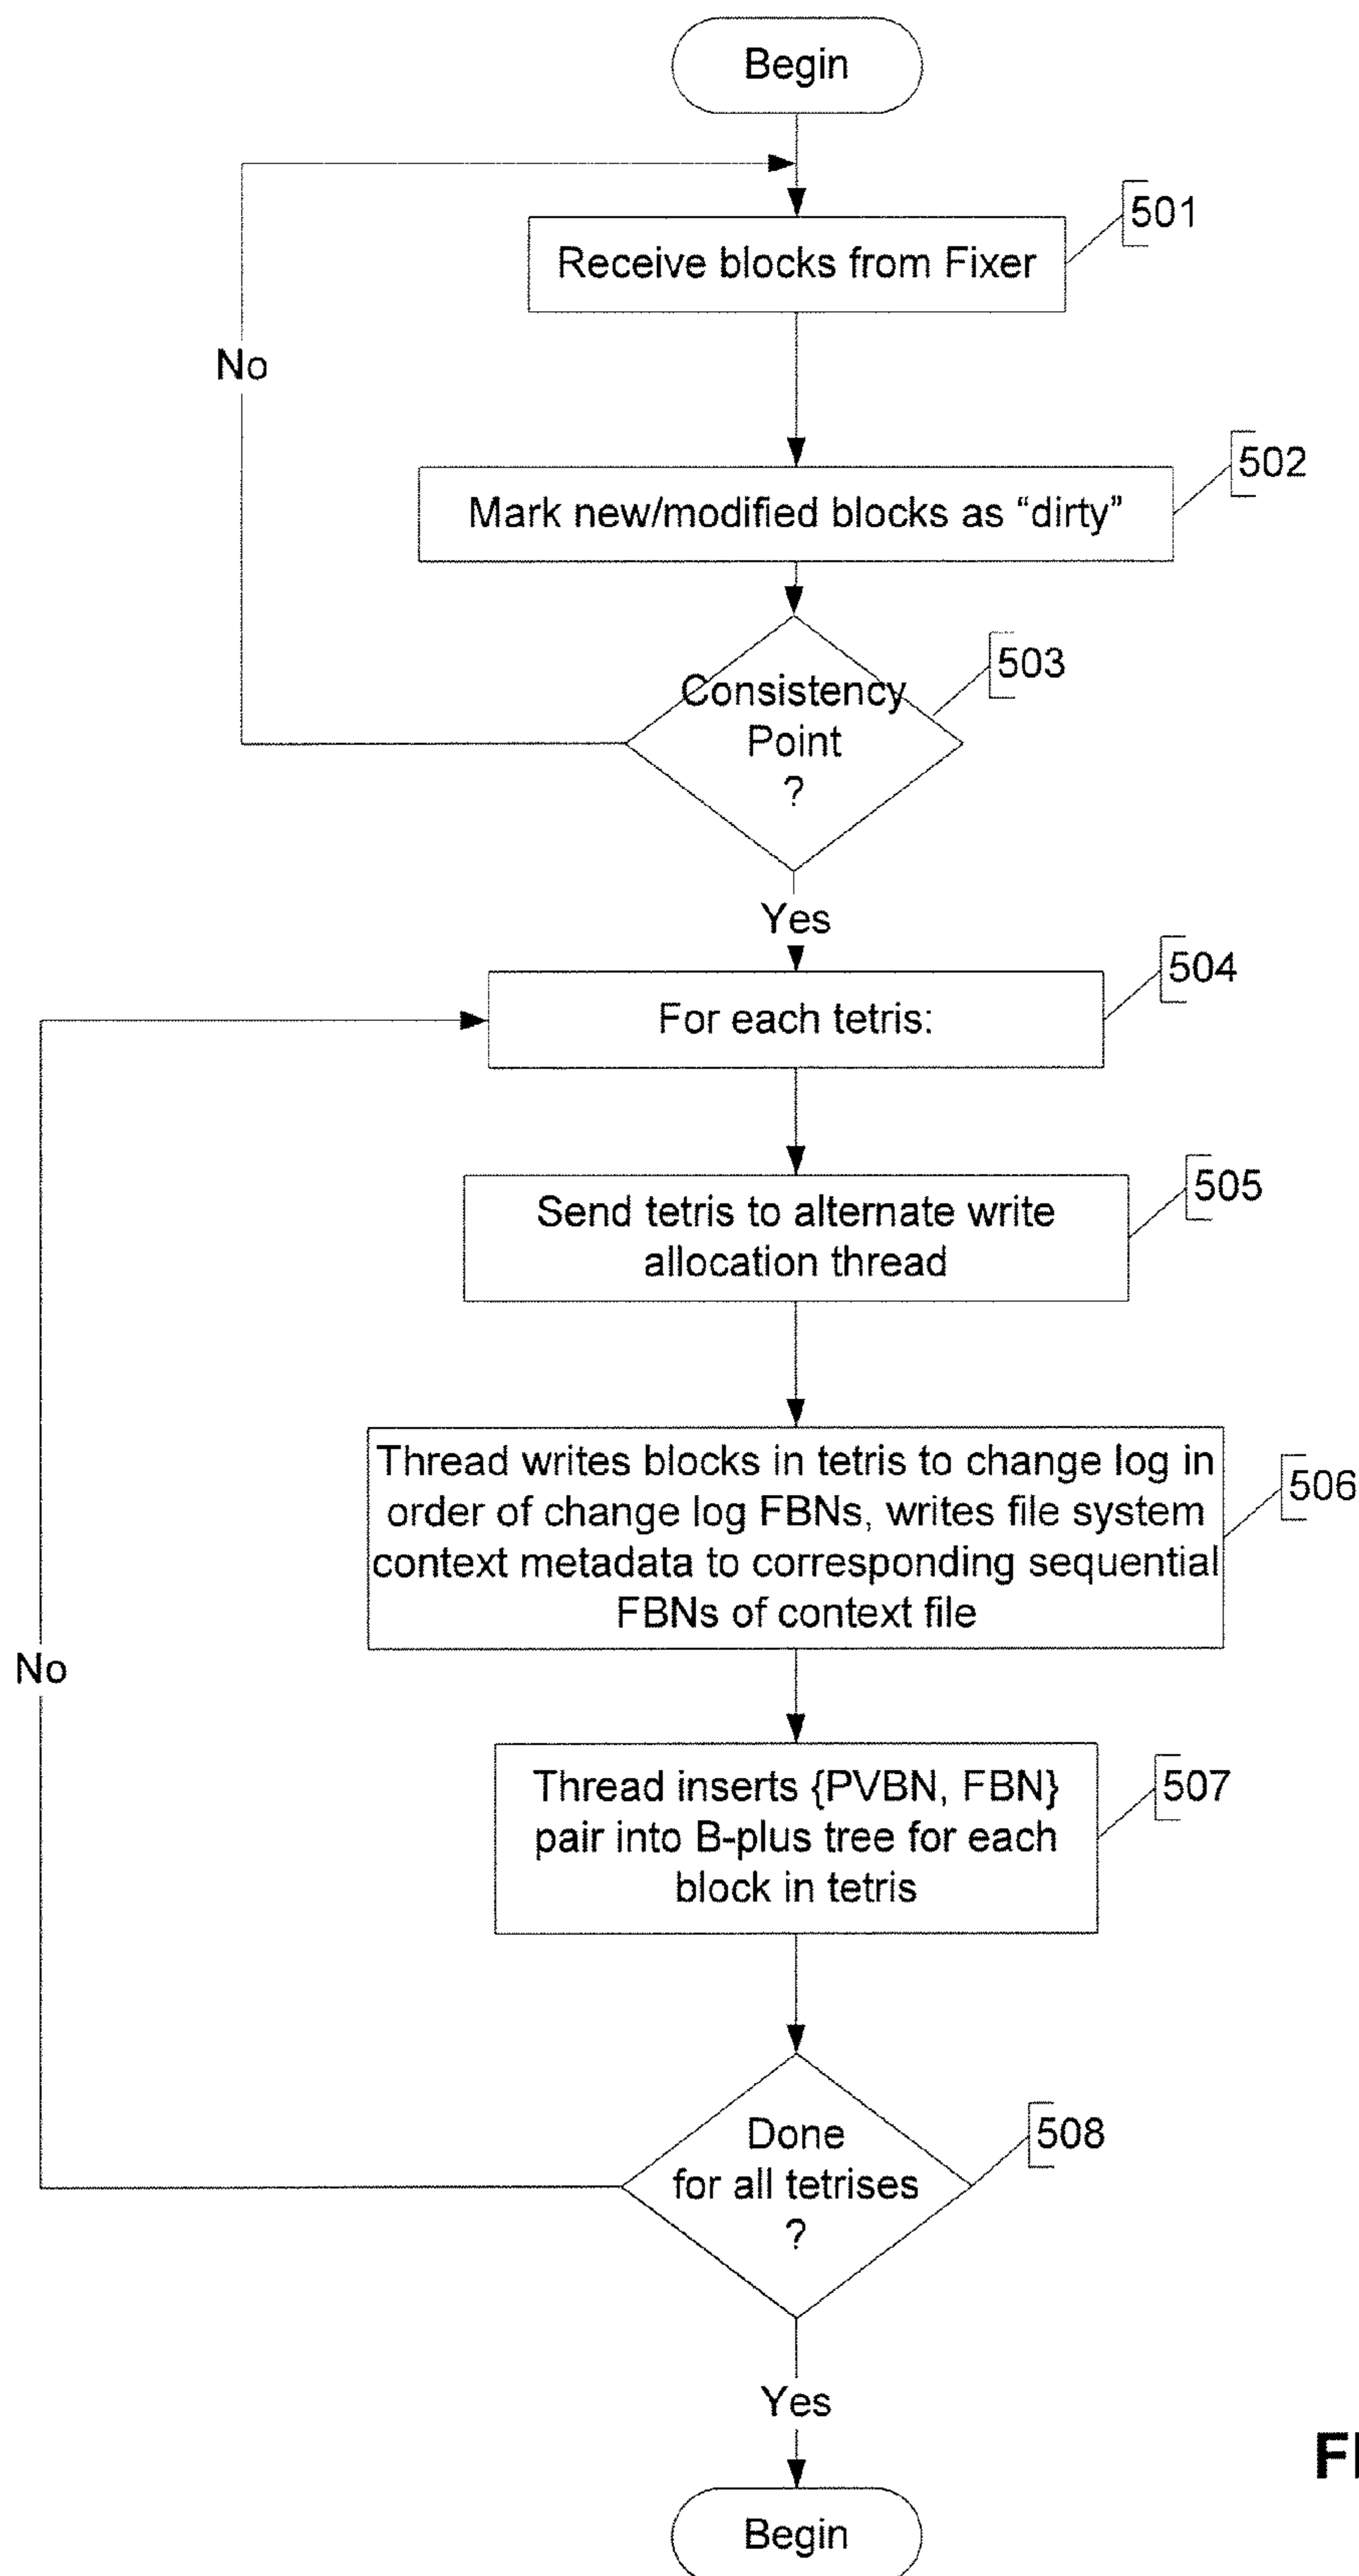 Begin
501
Receive blocks from Fixer
No
502
Mark new/modified blocks as “dirty”
503
Consistency
Point
?
Yes
504
For each tetris:
505
Send tetris to alternate write
allocation thread
506
Thread writes blocks in tetris to change log in
order of change log FBNs, writes file system
context metadata to corresponding sequential
FBNs of context file
No
507
Thread inserts {PVBN, FBN}
pair into B-plus tree for each
block in tetris
508
Done
for all tetrises
?
Yes
Begin